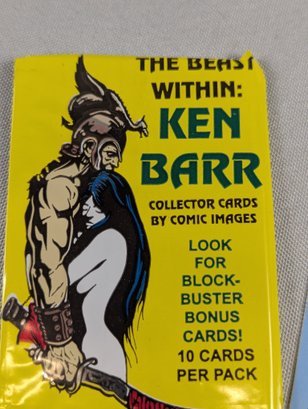 THE BEAST
WITHIN:
KEN
BARR
COLLECTOR CARDS
BY COMIC IMAGES
LOOK
FOR
BLOCK-
BUSTER
BONUS
CARDS!
10 CARDS
PER PACK